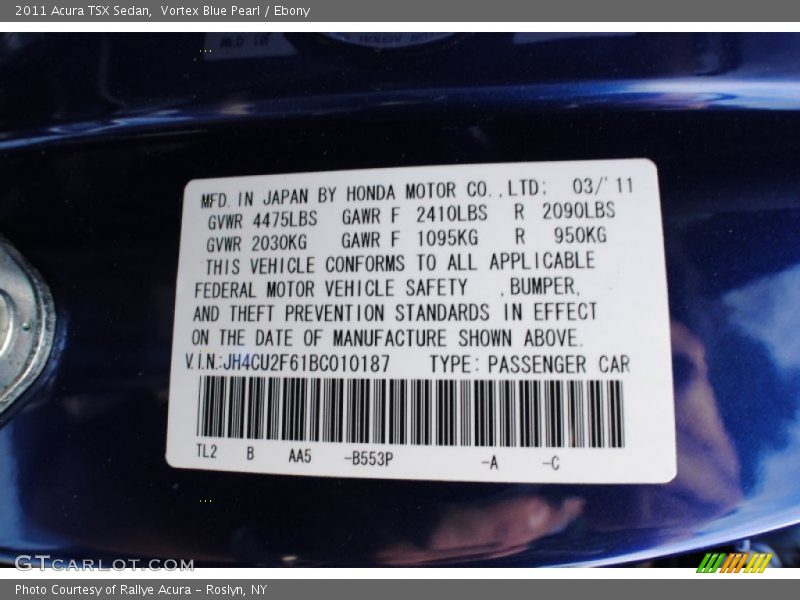 2011 Acura TSX Sedan, Vortex Blue Pearl / Ebony
MFD. IN JAPAN BY HONDA MOTOR CO.,LTD: 03/'11
GVWR 4475LBS GAWR F 2410LBS R 2090LBS
GVWR 2030KG GAWR F 1095KG R 950KG
THIS VEHICLE CONFORMS TO ALL APPLICABLE
FEDERAL MOTOR VEHICLE SAFETY ,BUMPER,
AND THEFT PREVENTION STANDARDS IN EFFECT
ON THE DATE OF MANUFACTURE SHOWN ABOVE.
V.I.N.:JH4CU2F61BC010187 TYPE: PASSENGER CAR
TL2 B AA5 -B553P -A -C
GTCARLOT.COM
Photo Courtesy of Rallye Acura - Roslyn, NY